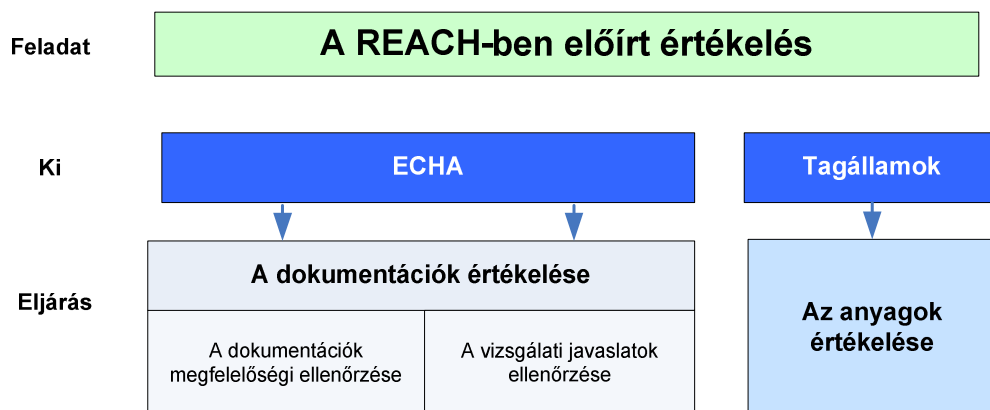 Feladat
A REACH-ben előírt értékelés
Ki
ECHA
Tagállamok
Eljárás
A dokumentációk értékelése
A dokumentációk
megfelelőségi ellenőrzése
A vizsgálati javaslatok
ellenőrzése
Az anyagok
értékelése